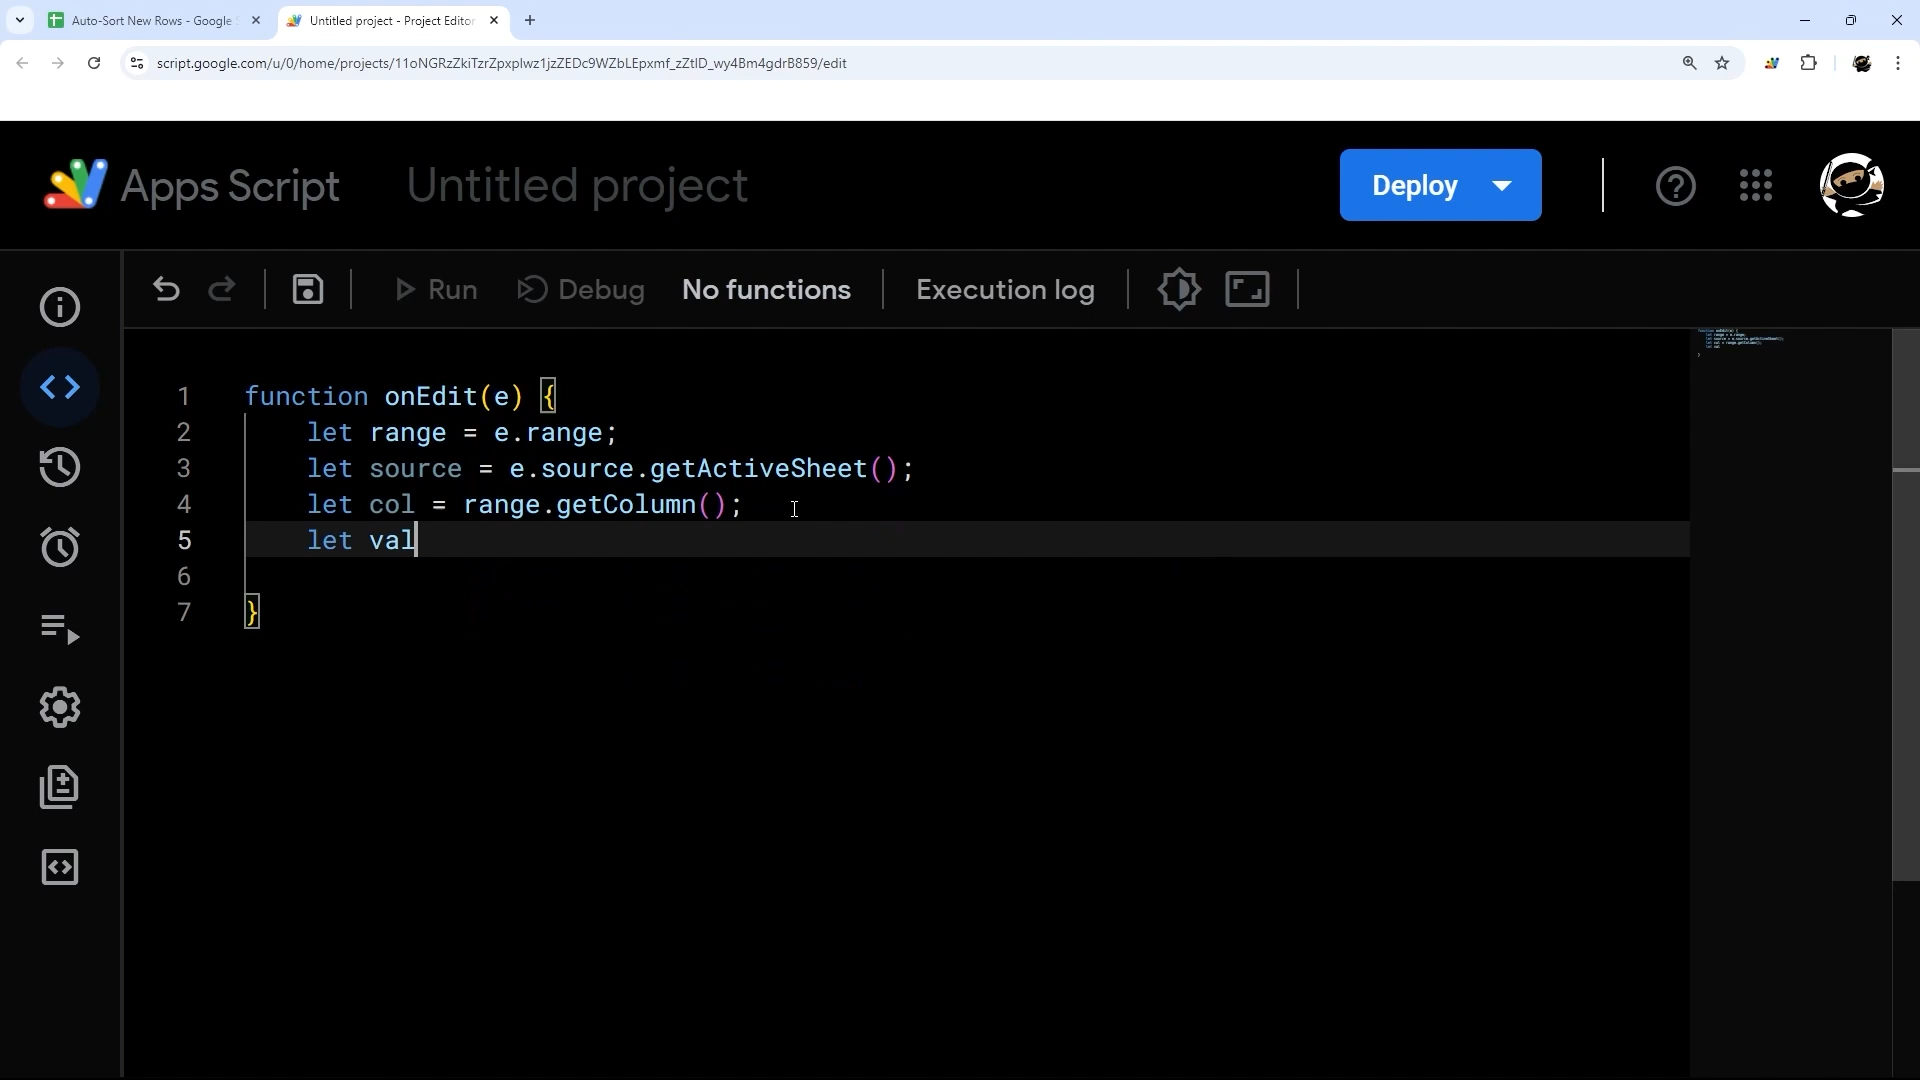 Auto-Sort New Rows - Google
Untitled project - Project Editor
script.google.com/u/0/home/projects/11oNGRzZkiTzrZpxplwz1jzZEDc9WZbLEpxmf_zZtlD_wy4Bm4gdrB859/edit
Apps Script
Untitled project
Deploy
Run
Debug
No functions
Execution log
1 function onEdit(e) {
2 let range = e.range;
3 let source = e.source.getActiveSheet();
4 let col = range.getColumn();
5 let val
6
7 }